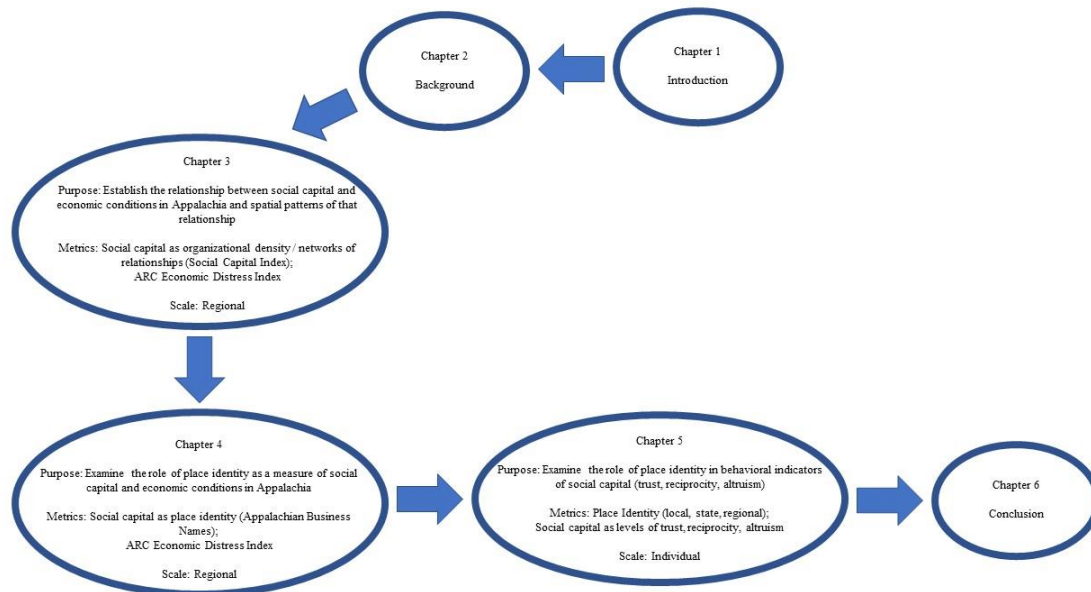 Chapter 1
Introduction
Chapter 2
Background
Chapter 3
Purpose: Establish the relationship between social capital and
economic conditions in Appalachia and spatial patterns of that
relationship
Metrics: Social capital as organizational density / networks of
relationships (Social Capital Index);
ARC Economic Distress Index
Scale: Regional
Chapter 4
Purpose: Examine the role of place identity as a measure of social
capital and economic conditions in Appalachia
Metrics: Social capital as place identity (Appalachian Business
Names);
ARC Economic Distress Index
Scale: Regional
Chapter 5
Purpose: Examine the role of place identity in behavioral indicators
of social capital (trust, reciprocity, altruism)
Metrics: Place Identity (local, state, regional);
Social capital as levels of trust, reciprocity, altruism
Scale: Individual
Chapter 6
Conclusion